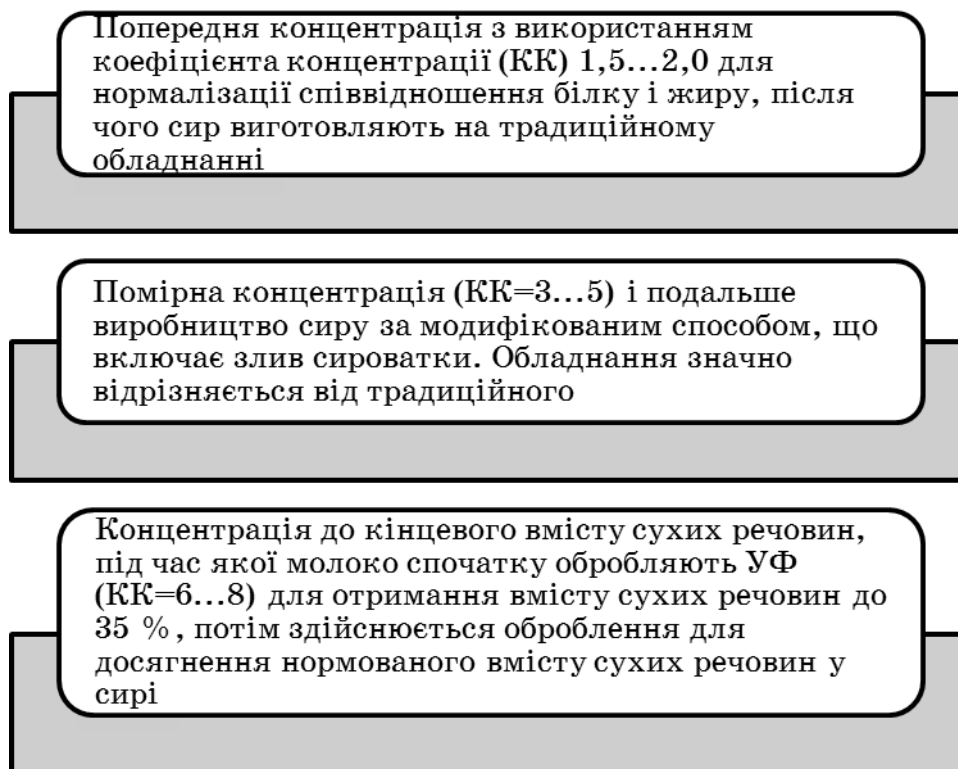 Попередня концентрація з використанням
коефіцієнта концентрації (КК) 1,5...2,0 для
нормалізації співвідношення білку і жиру, після
чого сир виготовляють на традиційному
обладнанні
Помірна концентрація (КК=3...5) і подальше
виробництво сиру за модифікованим способом, що
включає злив сироватки. Обладнання значно
відрізняється від традиційного
Концентрація до кінцевого вмісту сухих речовин,
під час якої молоко спочатку обробляють УФ
(КК=6...8) для отримання вмісту сухих речовин до
35 %, потім здійснюється оброблення для
досягнення нормованого вмісту сухих речовин у
сирі